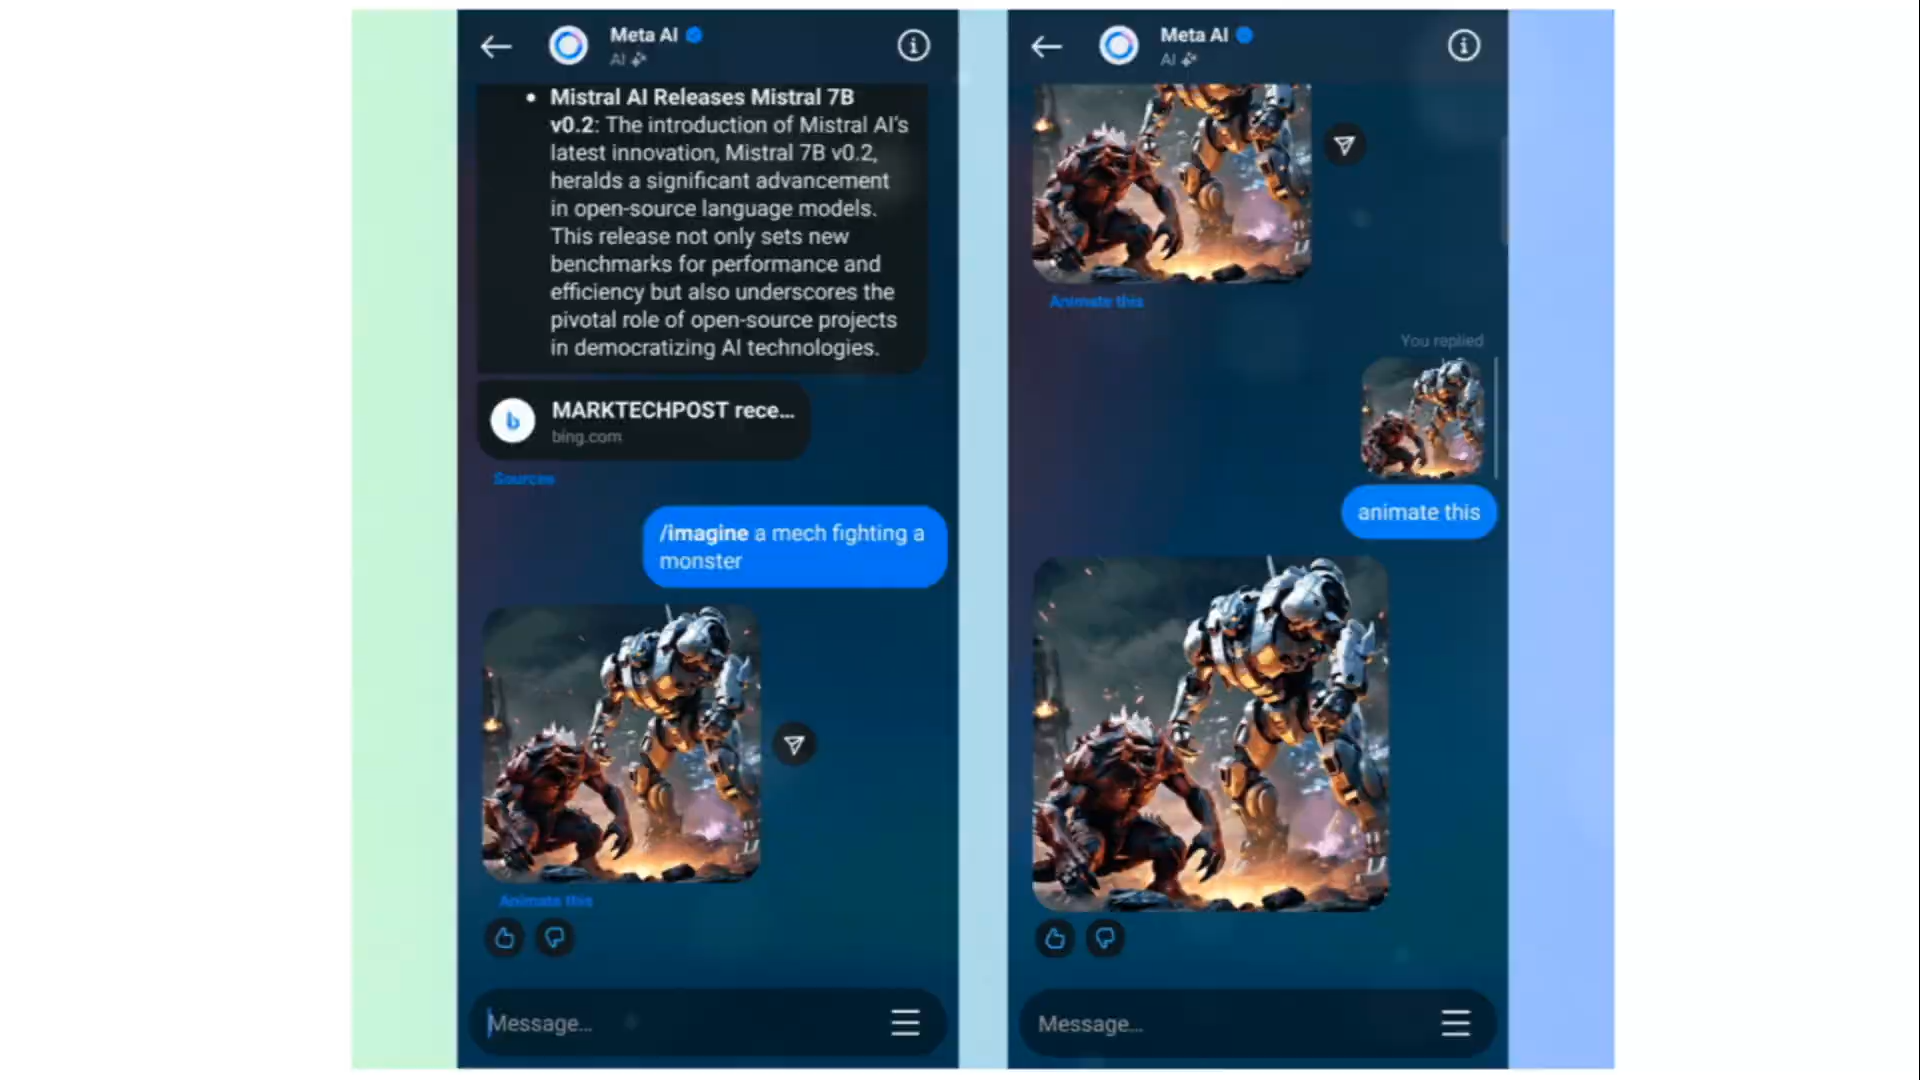 Meta AI
AI
Mistral AI Releases Mistral 7B
v0.2: The introduction of Mistral AI's
latest innovation, Mistral 7B v0.2,
heralds a significant advancement
in open-source language models.
This release not only sets new
benchmarks for performance and
efficiency but also underscores the
pivotal role of open-source projects
in democratizing AI technologies.
MARKTECHPOST rece...
bing.com
Sources
/imagine a mech fighting a
monster
Animate this
Message...
Meta AI
AI
Animate this
You replied
animate this
Message...